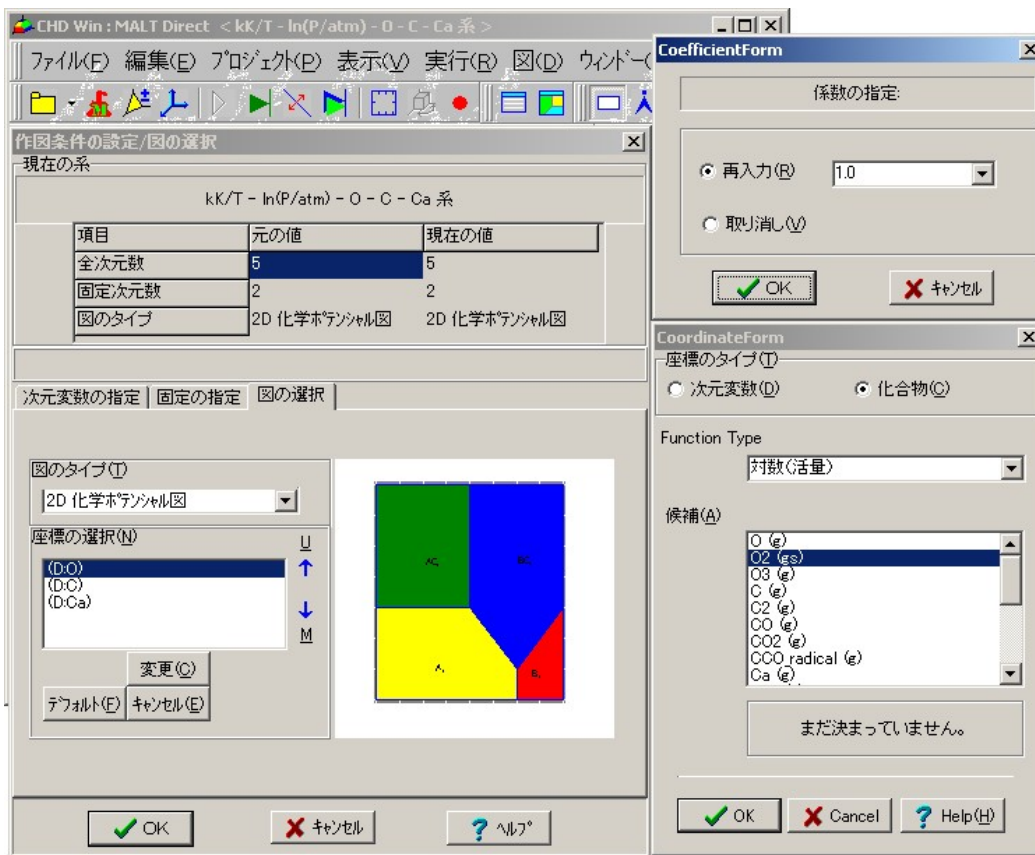 CHD Win : MALT Direct < kK/T - ln(P/atm) - O - C - Ca 系 >
ファイル(F) 編集(E) プロジェクト(P) 表示(V) 実行(R) 図(D) ウィンドー(
作図条件の設定/図の選択
現在の系
kK/T - ln(P/atm) - O - C - Ca 系
項目 元の値 現在の値
全次元数 5 5
固定次元数 2 2
図のタイプ 2D 化学ポテンシャル図 2D 化学ポテンシャル図
次元変数の指定 固定の指定 図の選択
図のタイプ(T)
2D 化学ポテンシャル図
座標の選択(N)
U
(D:O)
(D:C)
(D:Ca)
M
変更(C)
デフォルト(F) キャンセル(E)
AC,
BC,
A,
B,
OK キャンセル ヘルプ
CoefficientForm
係数の指定:
再入力(R) 1.0
取り消し(V)
OK キャンセル
CoordinateForm
座標のタイプ(T)
次元変数(D) 化合物(C)
Function Type
対数(活量)
候補(A)
O (g)
O2 (gs)
O3 (g)
C (g)
C2 (g)
CO (g)
CO2 (g)
CCO_radical (g)
Ca (g)
まだ決まっていません。
OK Cancel Help(H)